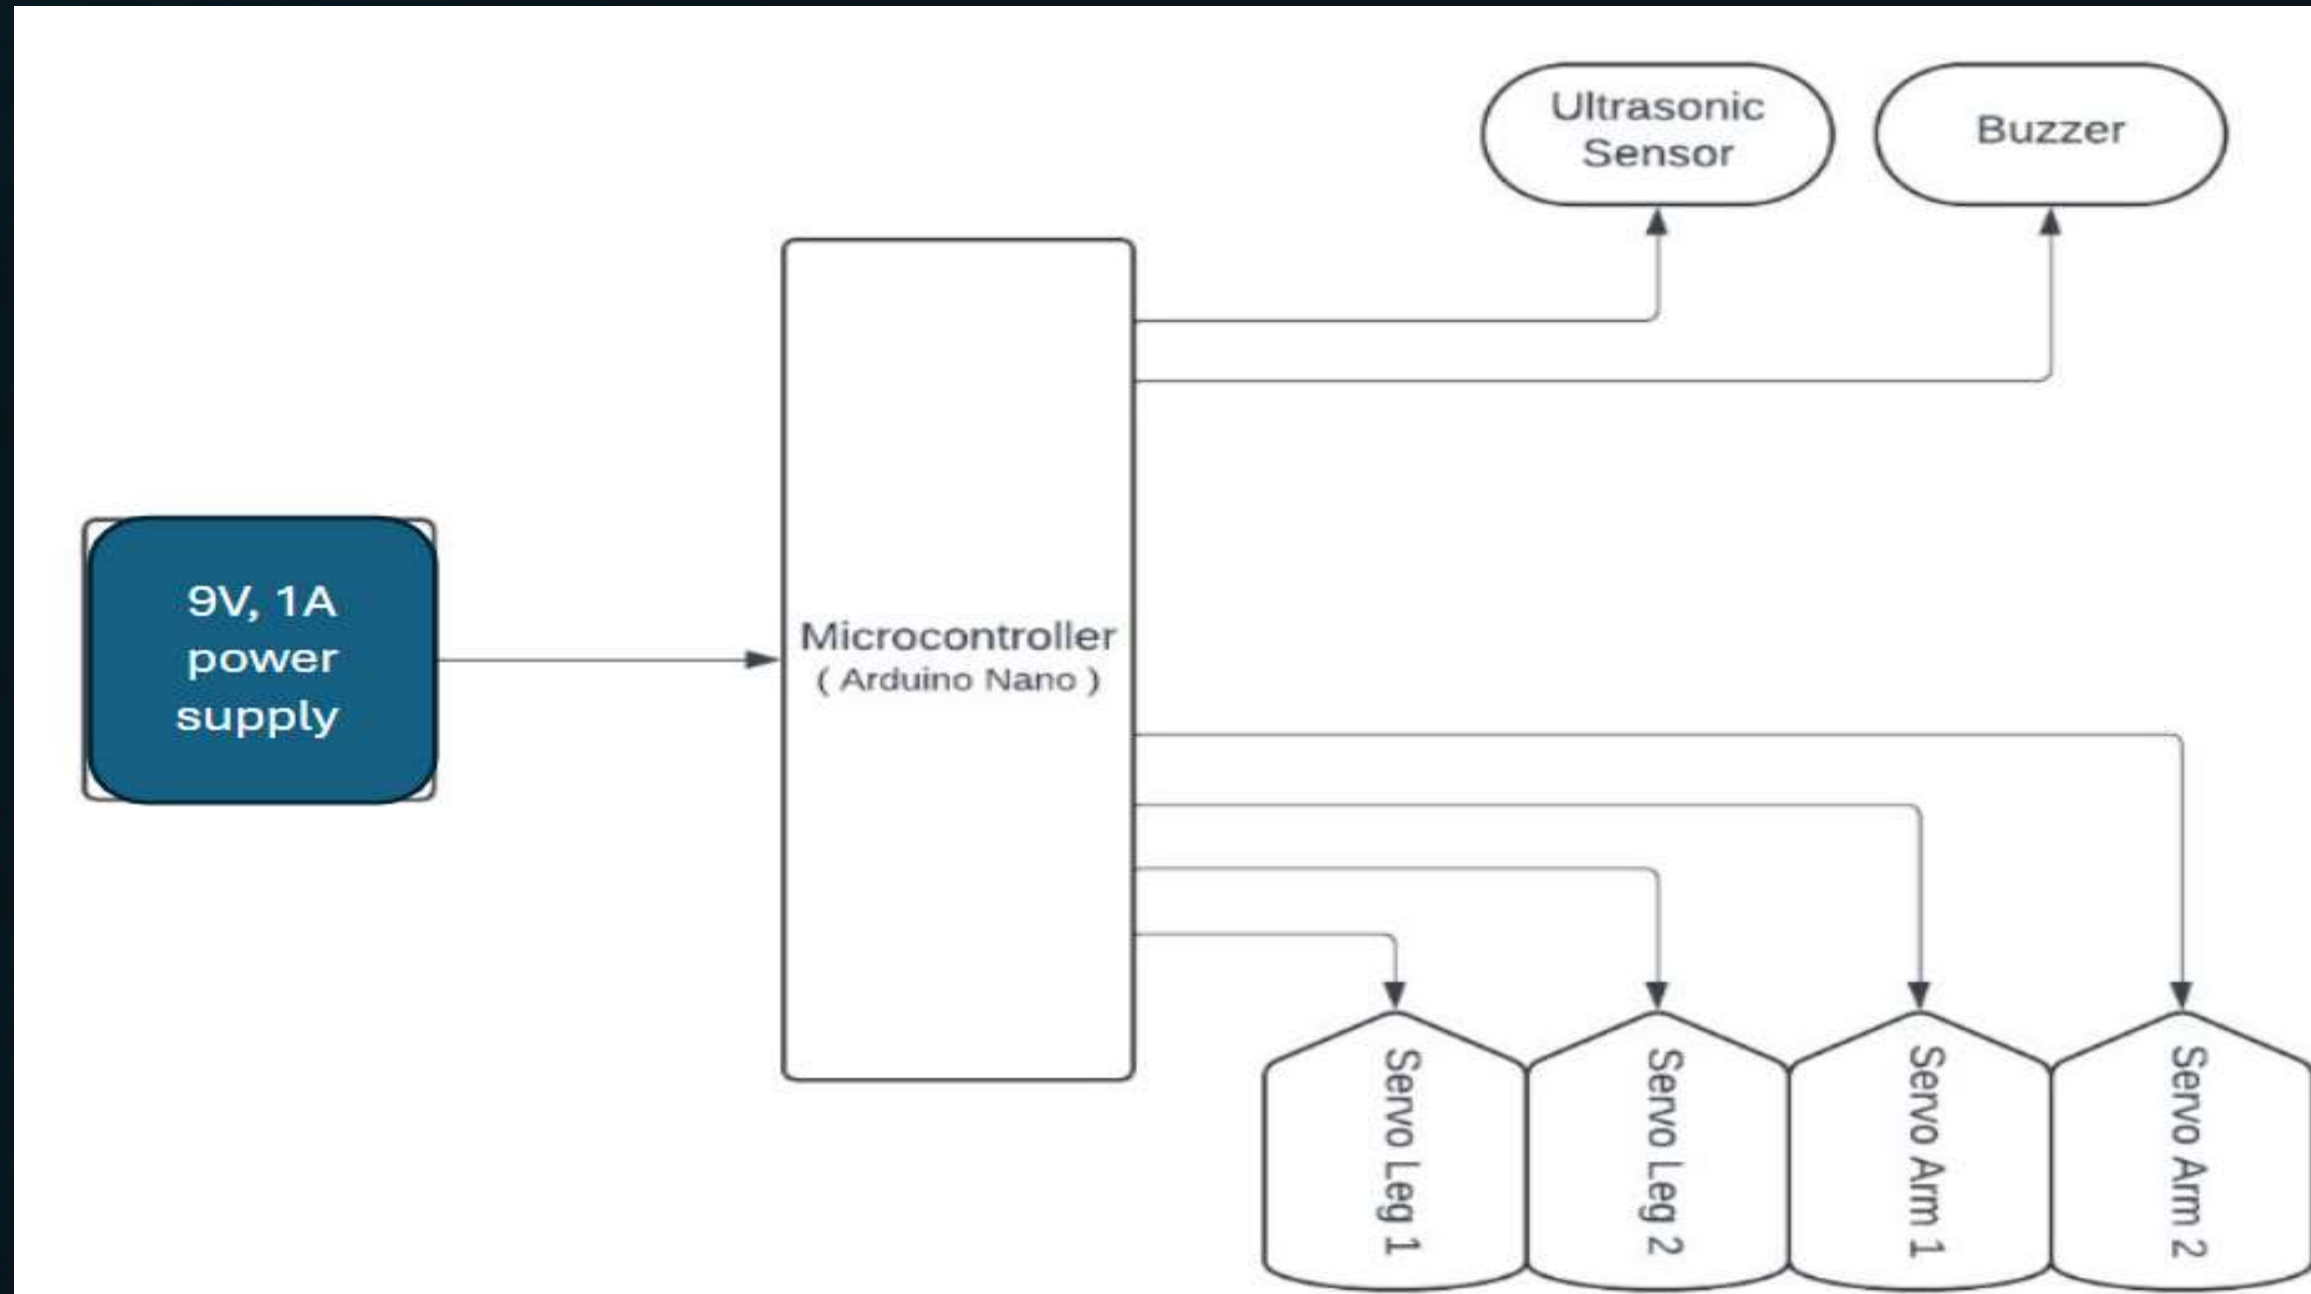 Ultrasonic
Sensor
Buzzer
9V, 1A
power
supply
Microcontroller
( Arduino Nano )
Servo Leg 1
Servo Leg 2
Servo Arm 1
Servo Arm 2